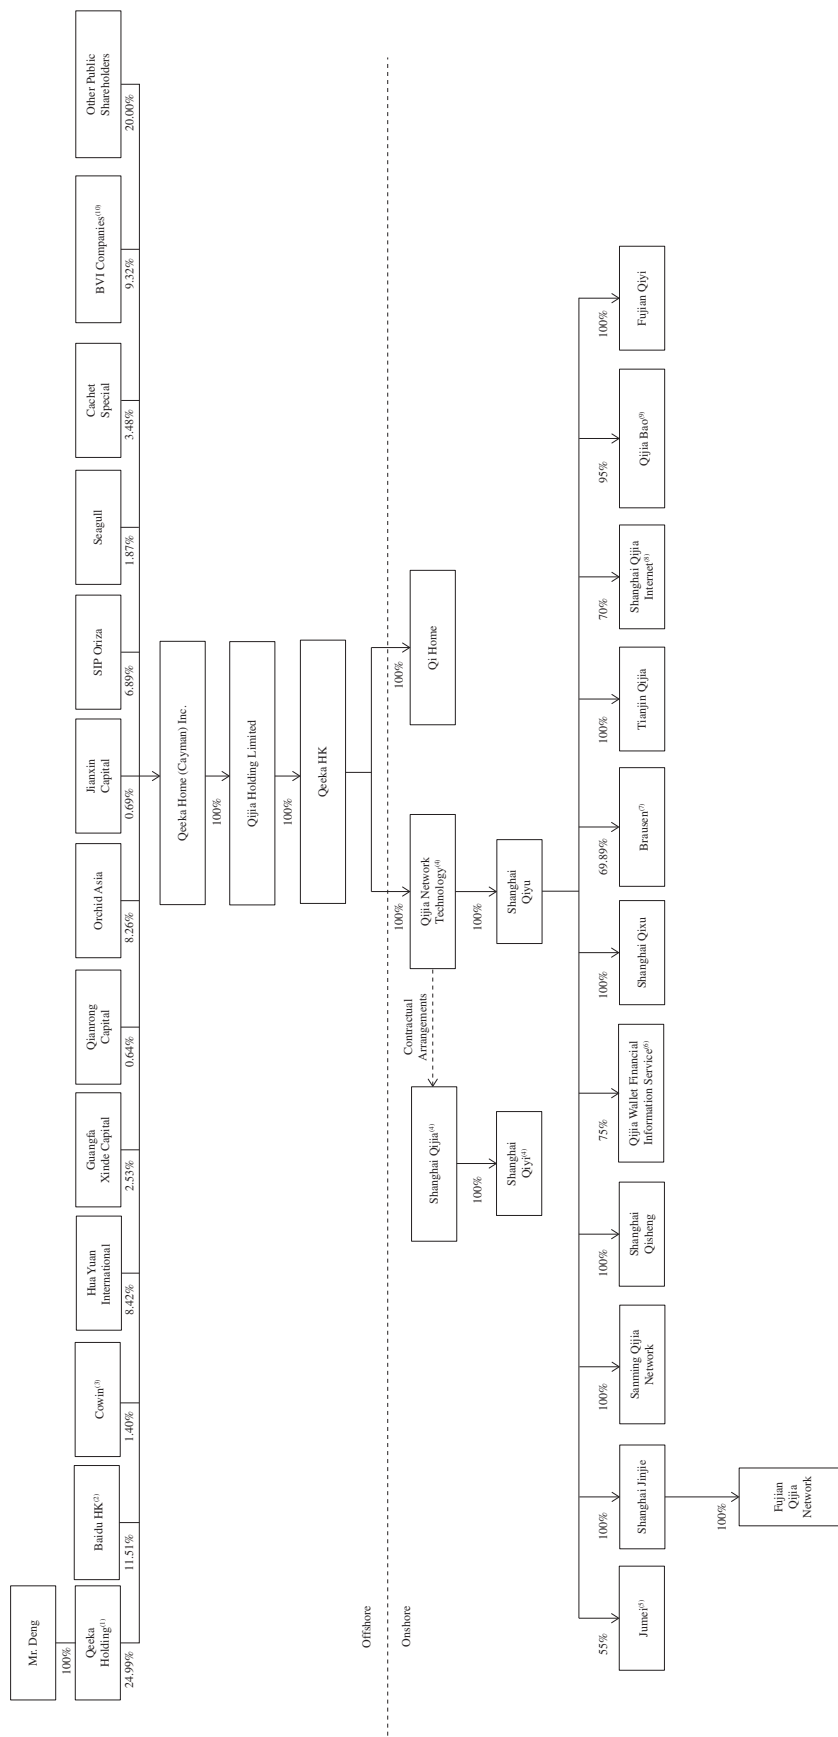 Mr. Deng
100%
Qeeka
Holding(1)
Baidu HK(2)
Cowin(3)
Hua Yuan
International
Guangfa
Xinde Capital
Qianrong
Capital
Orchid Asia
Jianxin
Capital
SIP Oriza
Seagull
Cachet
Special
BVI Companies(10)
Other Public
Shareholders
24.99%
11.51%
1.40%
8.42%
2.53%
0.64%
8.26%
0.69%
6.89%
1.87%
3.48%
9.32%
20.00%
Qeeka Home (Cayman) Inc.
100%
Qijia Holding Limited
100%
Qeeka HK
Offshore
Onshore
100%
100%
Shanghai Qijia(4)
Contractual
Arrangements
Qijia Network
Technology(4)
Qi Home
100%
100%
Shanghai
Qiyi(4)
Shanghai
Qiyu
55%
100%
100%
100%
75%
100%
69.89%
100%
70%
95%
100%
Jumei(5)
Shanghai Jinjie
Sanming Qijia
Network
Shanghai
Qisheng
Qijia Wallet Financial
Information Service(6)
Shanghai Qixu
Brausen(7)
Tianjin Qijia
Shanghai Qijia
Internet(8)
Qijia Bao(9)
Fujian Qiyi
100%
Fujian
Qijia
Network